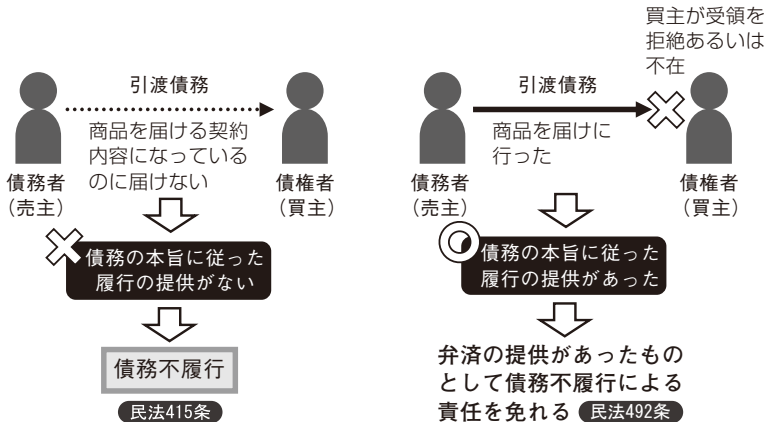 引渡債務
商品を届ける契約
内容になっている
のに届けない
債務者
(売主)
債権者
(買主)
債務の本旨に従った
履行の提供がない
債務不履行
民法415条
買主が受領を
拒絶あるいは
不在
引渡債務
商品を届けに
行った
債務者
(売主)
債権者
(買主)
債務の本旨に従った
履行の提供があった
弁済の提供があったもの
として債務不履行による
責任を免れる 民法492条